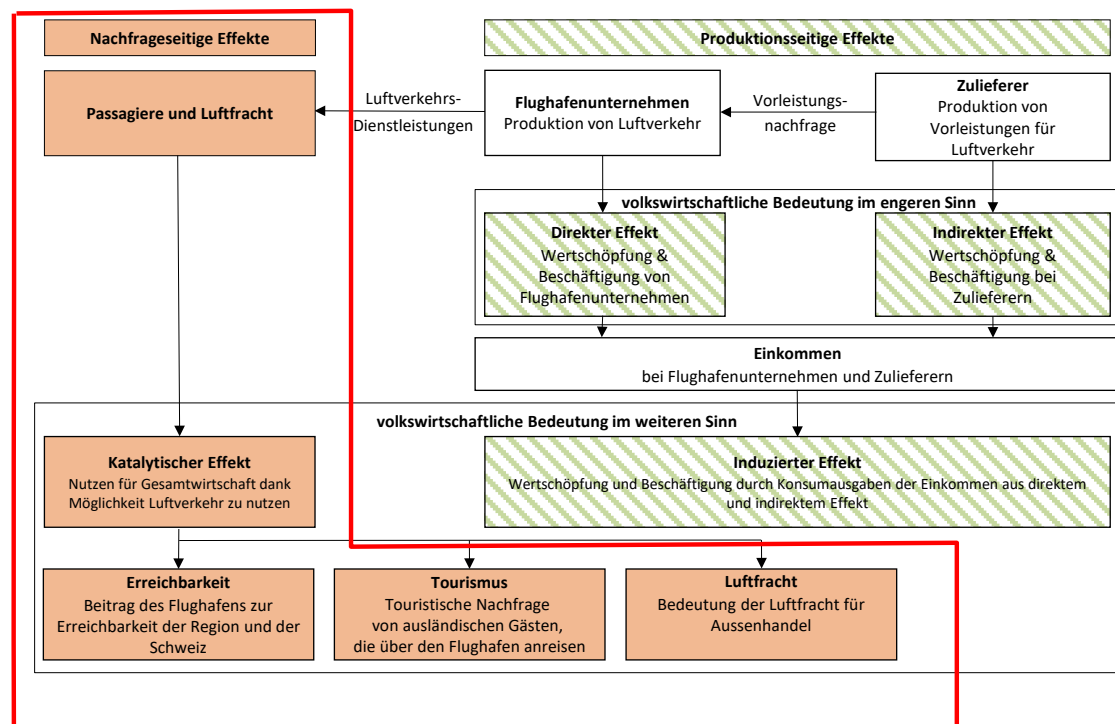 Nachfrageseitige Effekte
Produktionsseitige Effekte
Passagiere und Luftfracht
Luftverkehrs-
Dienstleistungen
Flughafenunternehmen
Produktion von Luftverkehr
Vorleistungs-
nachfrage
Zulieferer
Produktion von
Vorleistungen für
Luftverkehr
volkswirtschaftliche Bedeutung im engeren Sinn
Direkter Effekt
Wertschöpfung &
Beschäftigung von
Flughafenunternehmen
Indirekter Effekt
Wertschöpfung &
Beschäftigung bei
Zulieferern
Einkommen
bei Flughafenunternehmen und Zulieferern
volkswirtschaftliche Bedeutung im weiteren Sinn
Katalytischer Effekt
Nutzen für Gesamtwirtschaft dank
Möglichkeit Luftverkehr zu nutzen
Induzierter Effekt
Wertschöpfung und Beschäftigung durch Konsumausgaben der Einkommen aus direktem
und indirektem Effekt
Erreichbarkeit
Beitrag des Flughafens zur
Erreichbarkeit der Region und der
Schweiz
Tourismus
Touristische Nachfrage
von ausländischen Gästen,
die über den Flughafen anreisen
Luftfracht
Bedeutung der Luftfracht für
Aussenhandel